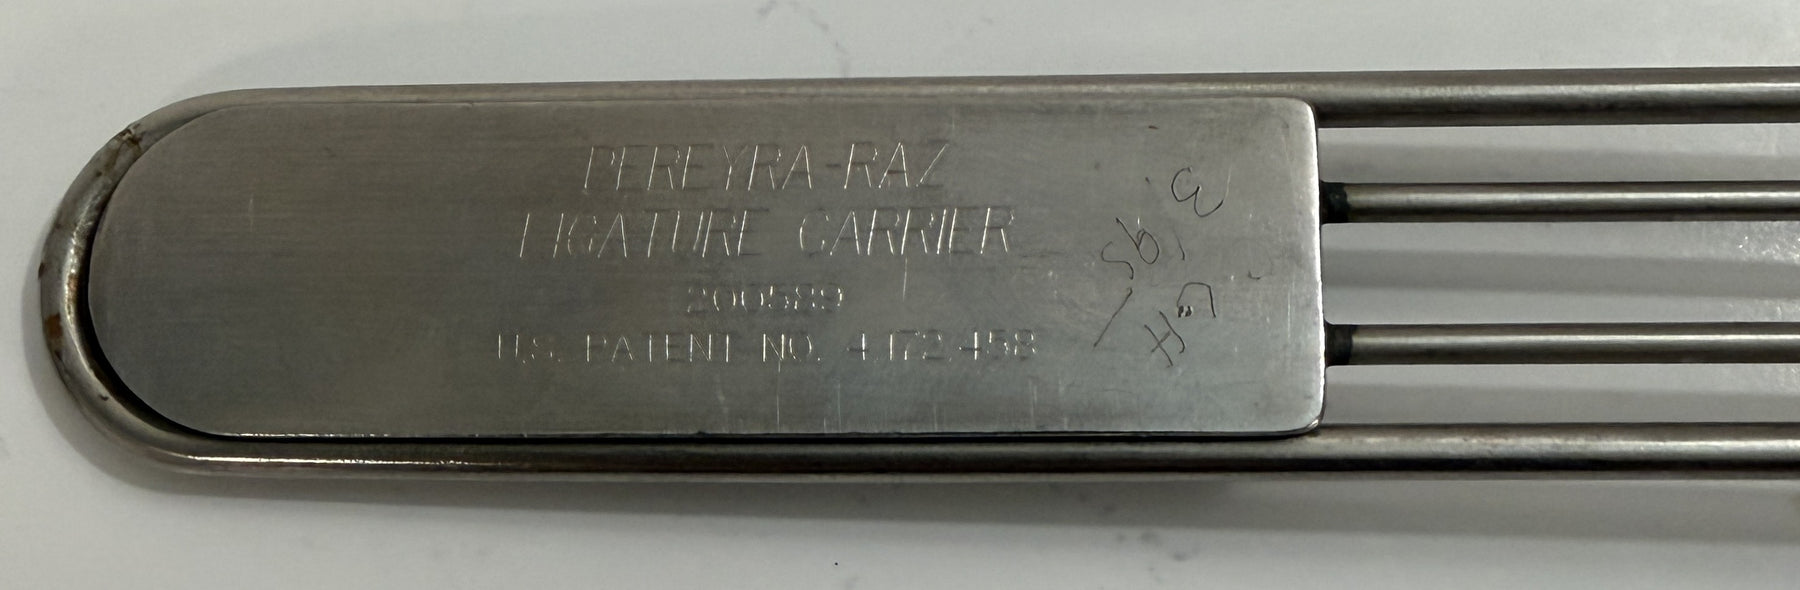 PEREYRA-RAZ
LIGATURE CARRIER
200589
U.S. PATENT NO. 4,172,458